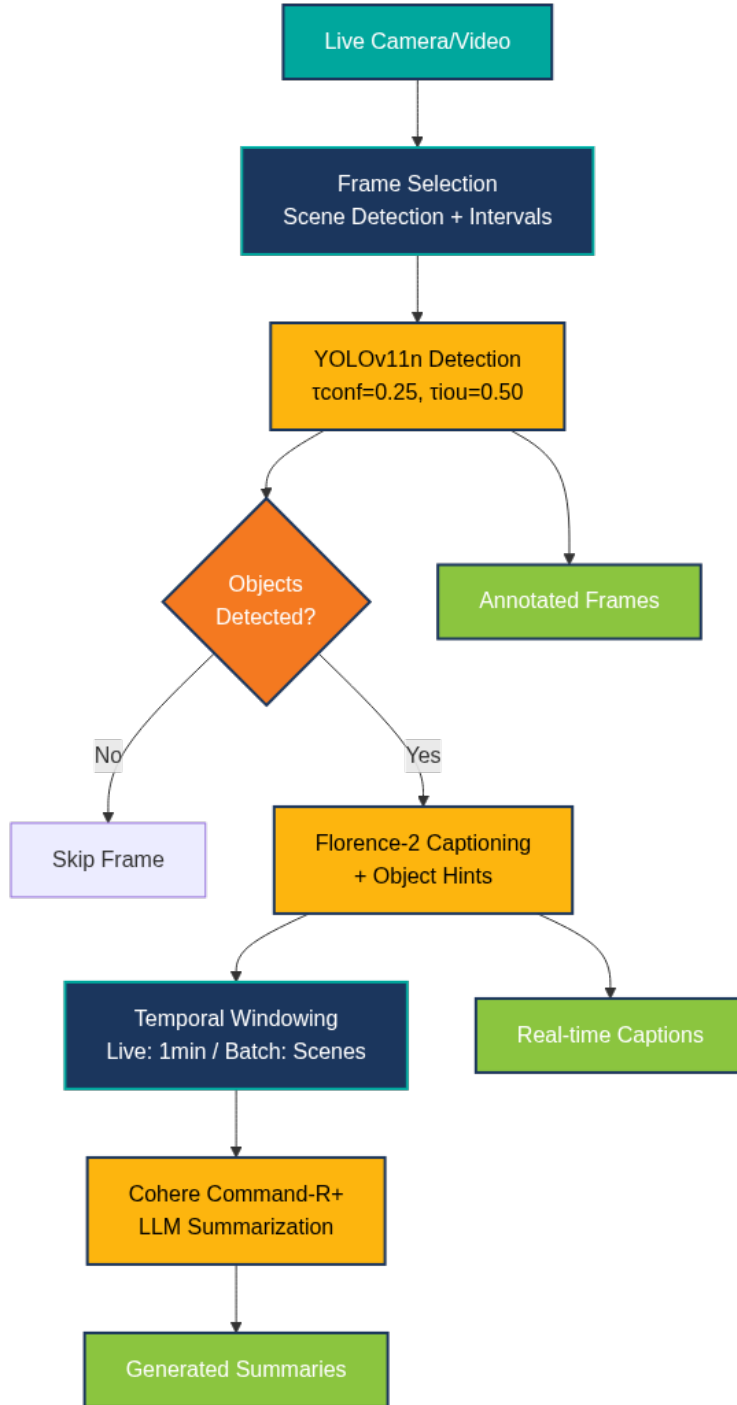 Live Camera/Video
Frame Selection
Scene Detection + Intervals
YOLOv11n Detection
τconf=0.25, τiou=0.50
Objects
Detected?
Annotated Frames
No
Yes
Skip Frame
Florence-2 Captioning
+ Object Hints
Temporal Windowing
Live: 1min / Batch: Scenes
Real-time Captions
Cohere Command-R+
LLM Summarization
Generated Summaries